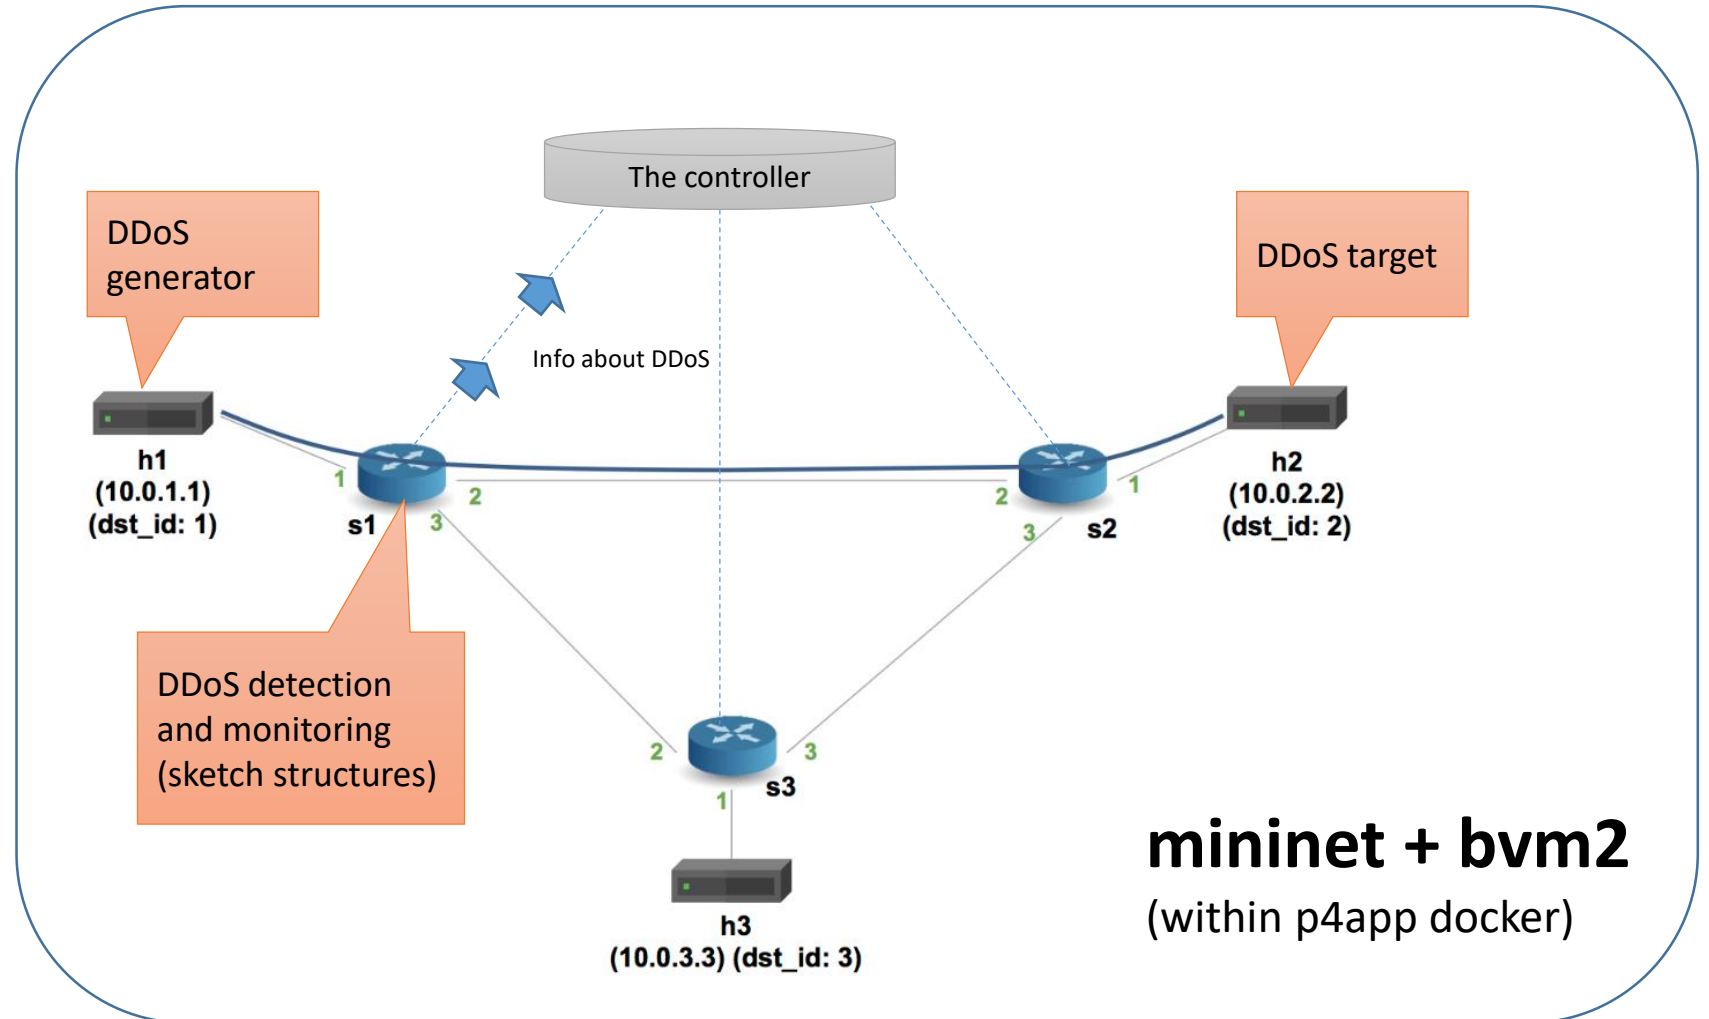 The controller
DDoS
generator
DDoS target
Info about DDoS
h1
(10.0.1.1)
(dst_id: 1)
1
2
3
s1
2
1
3
s2
h2
(10.0.2.2)
(dst_id: 2)
DDoS detection
and monitoring
(sketch structures)
2
3
1
s3
h3
(10.0.3.3) (dst_id: 3)
mininet + bvm2
(within p4app docker)